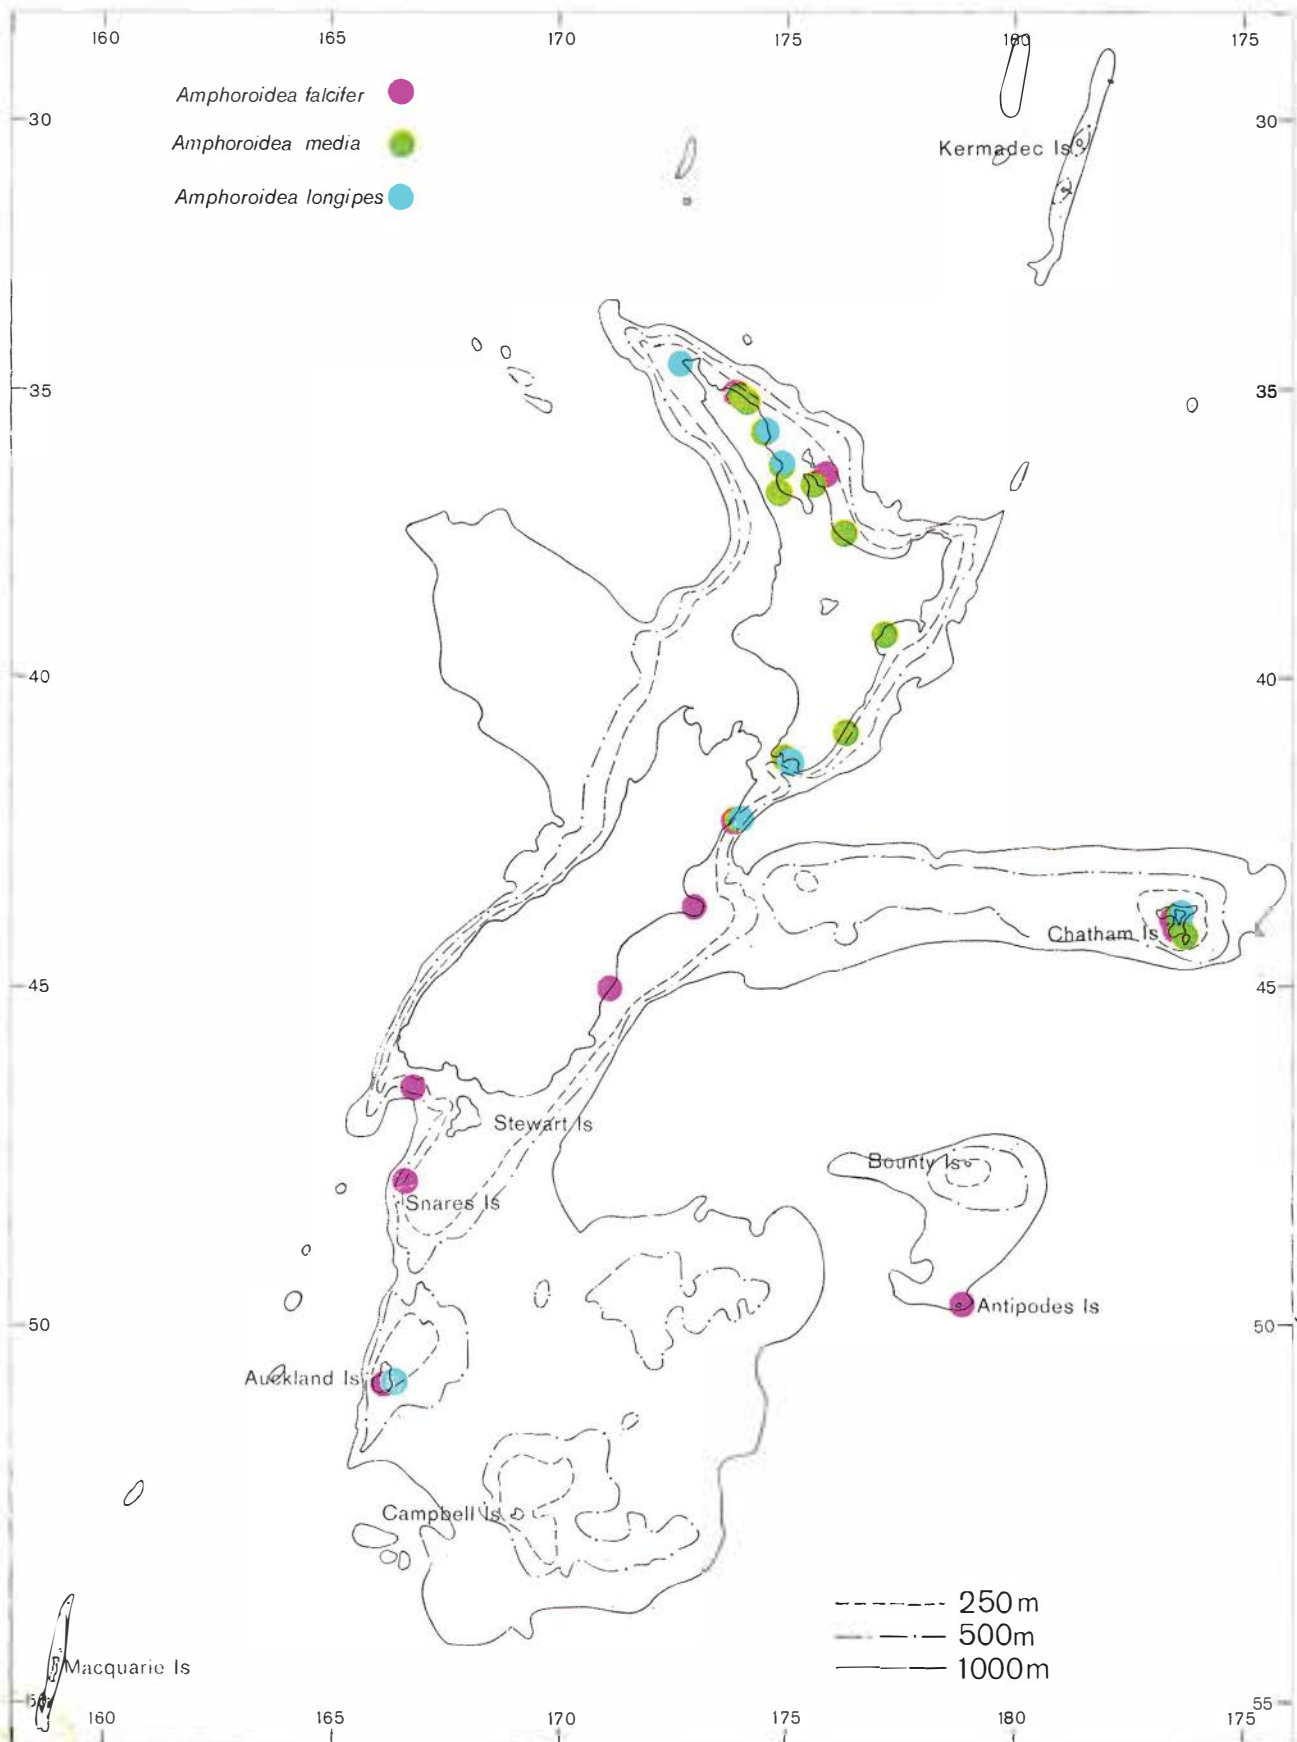 160 165 170 175 180 175
Amphoroidea falcifer
Amphoroidea media
Amphoroidea longipes
30 30
Kermadec Is
35 35
40 40
Chatham Is
45 45
Stewart Is
Bounty Is
Snares Is
Antipodes Is
50 50
Auckland Is
Campbell Is
250m
500m
1000m
Macquarie Is
55
160 165 170 175 180 175